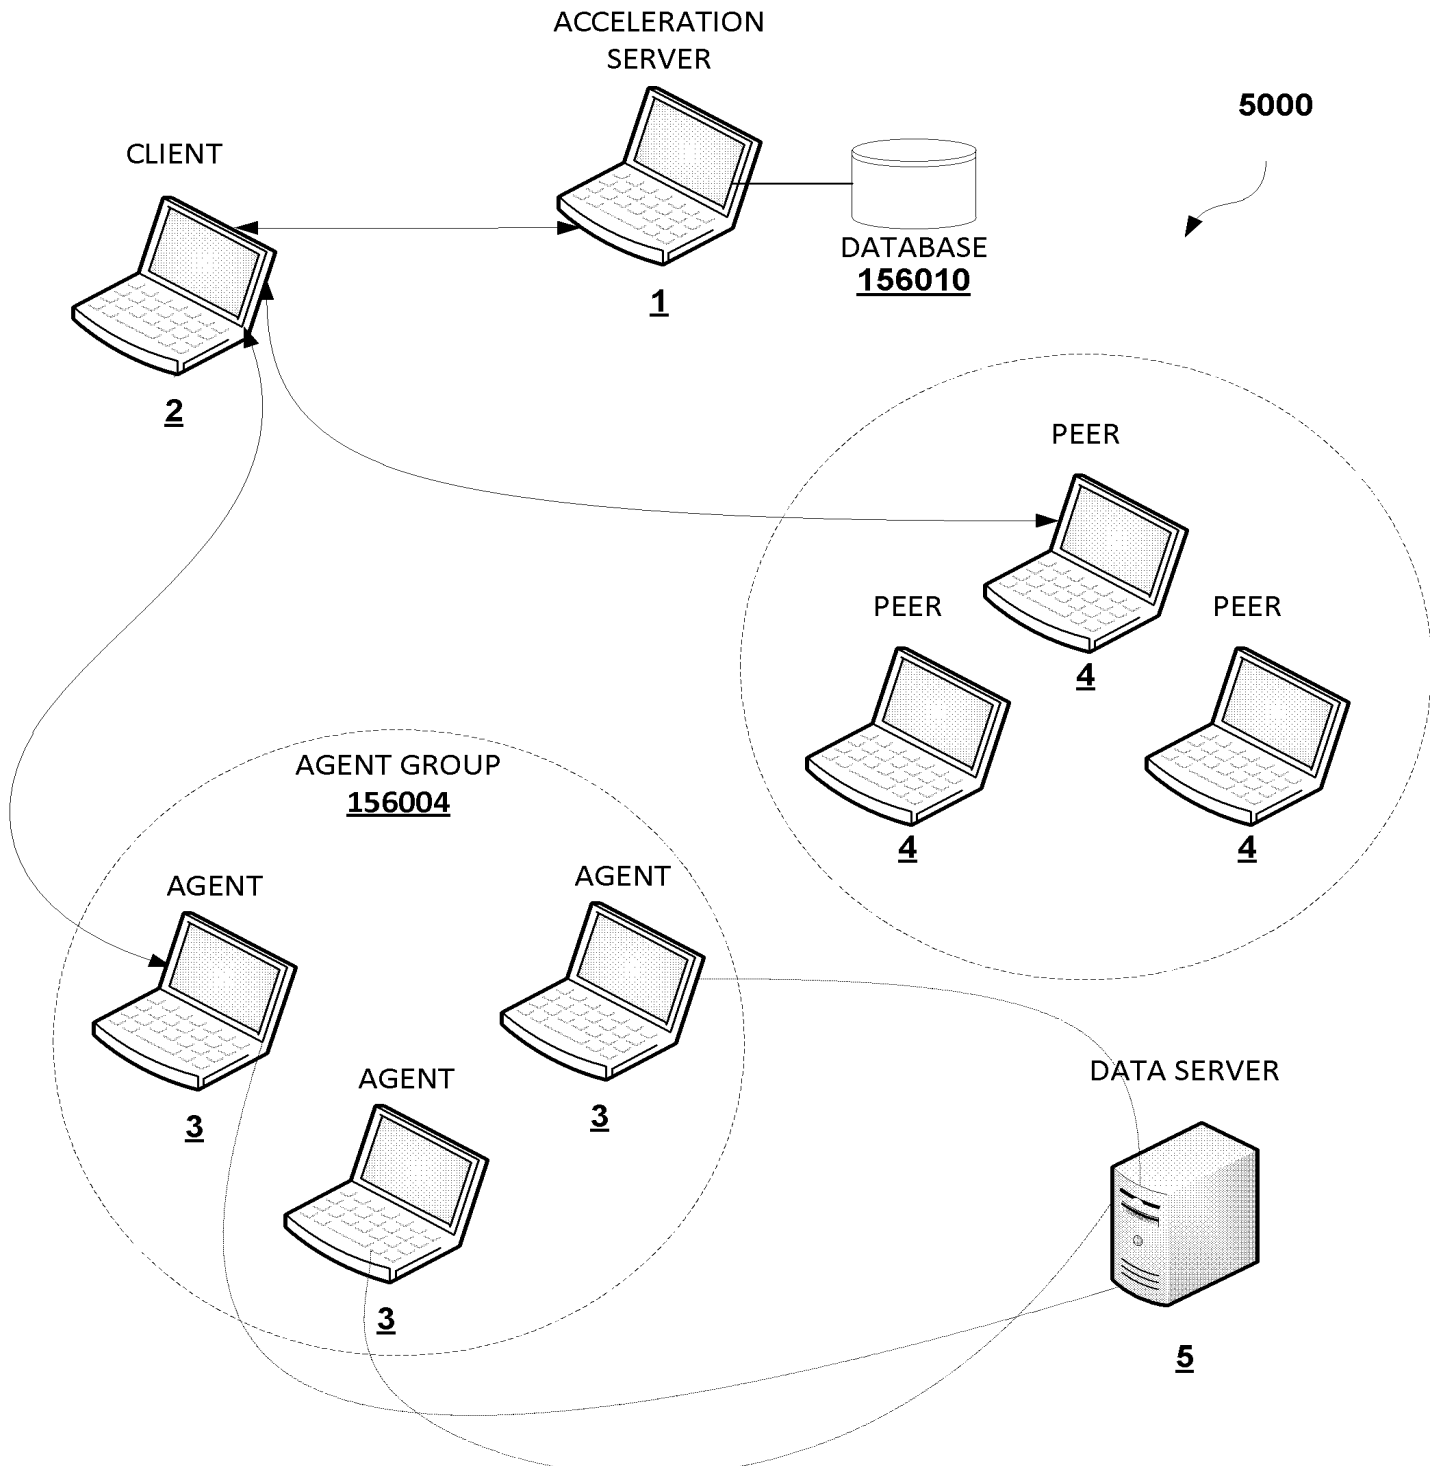 ACCELERATION
SERVER
5000
CLIENT
DATABASE
156010
1
2
PEER
PEER
PEER
4
4
4
AGENT GROUP
156004
AGENT
AGENT
AGENT
DATA SERVER
3
3
3
5